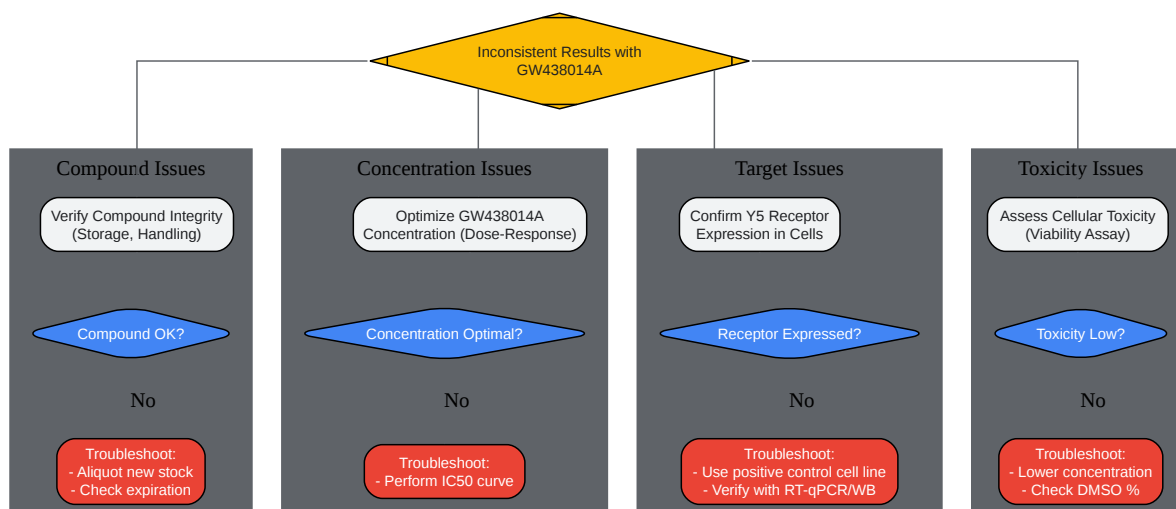 Inconsistent Results with
GW438014A
Compound Issues
Verify Compound Integrity
(Storage, Handling)
Compound OK?
No
Troubleshoot:
- Aliquot new stock
- Check expiration
Concentration Issues
Optimize GW438014A
Concentration (Dose-Response)
Concentration Optimal?
No
Troubleshoot:
- Perform IC50 curve
Target Issues
Confirm Y5 Receptor
Expression in Cells
Receptor Expressed?
No
Troubleshoot:
- Use positive control cell line
- Verify with RT-qPCR/WB
Toxicity Issues
Assess Cellular Toxicity
(Viability Assay)
Toxicity Low?
No
Troubleshoot:
- Lower concentration
- Check DMSO %